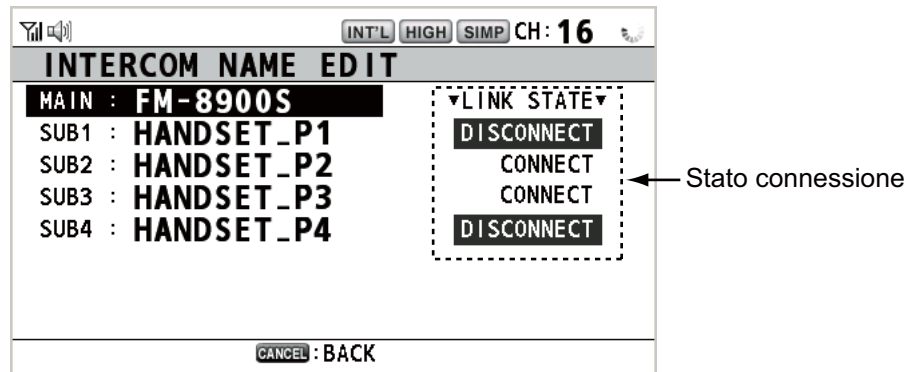 INT'L HIGH SIMP CH: 16
INTERCOM NAME EDIT
MAIN : FM-8900S ▼LINK STATE▼
SUB1 : HANDSET_P1 DISCONNECT
SUB2 : HANDSET_P2 CONNECT
SUB3 : HANDSET_P3 CONNECT
SUB4 : HANDSET_P4 DISCONNECT
Stato connessione
CANCEL : BACK